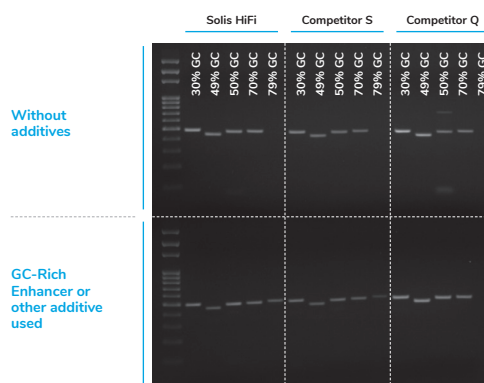 Solis HiFi Competitor S Competitor Q
30% GC 49% GC 50% GC 70% GC 79% GC 30% GC 49% GC 50% GC 70% GC 79% GC 30% GC 49% GC 50% GC 70% GC 79% GC
Without
additives
GC-Rich
Enhancer or
other additive
used